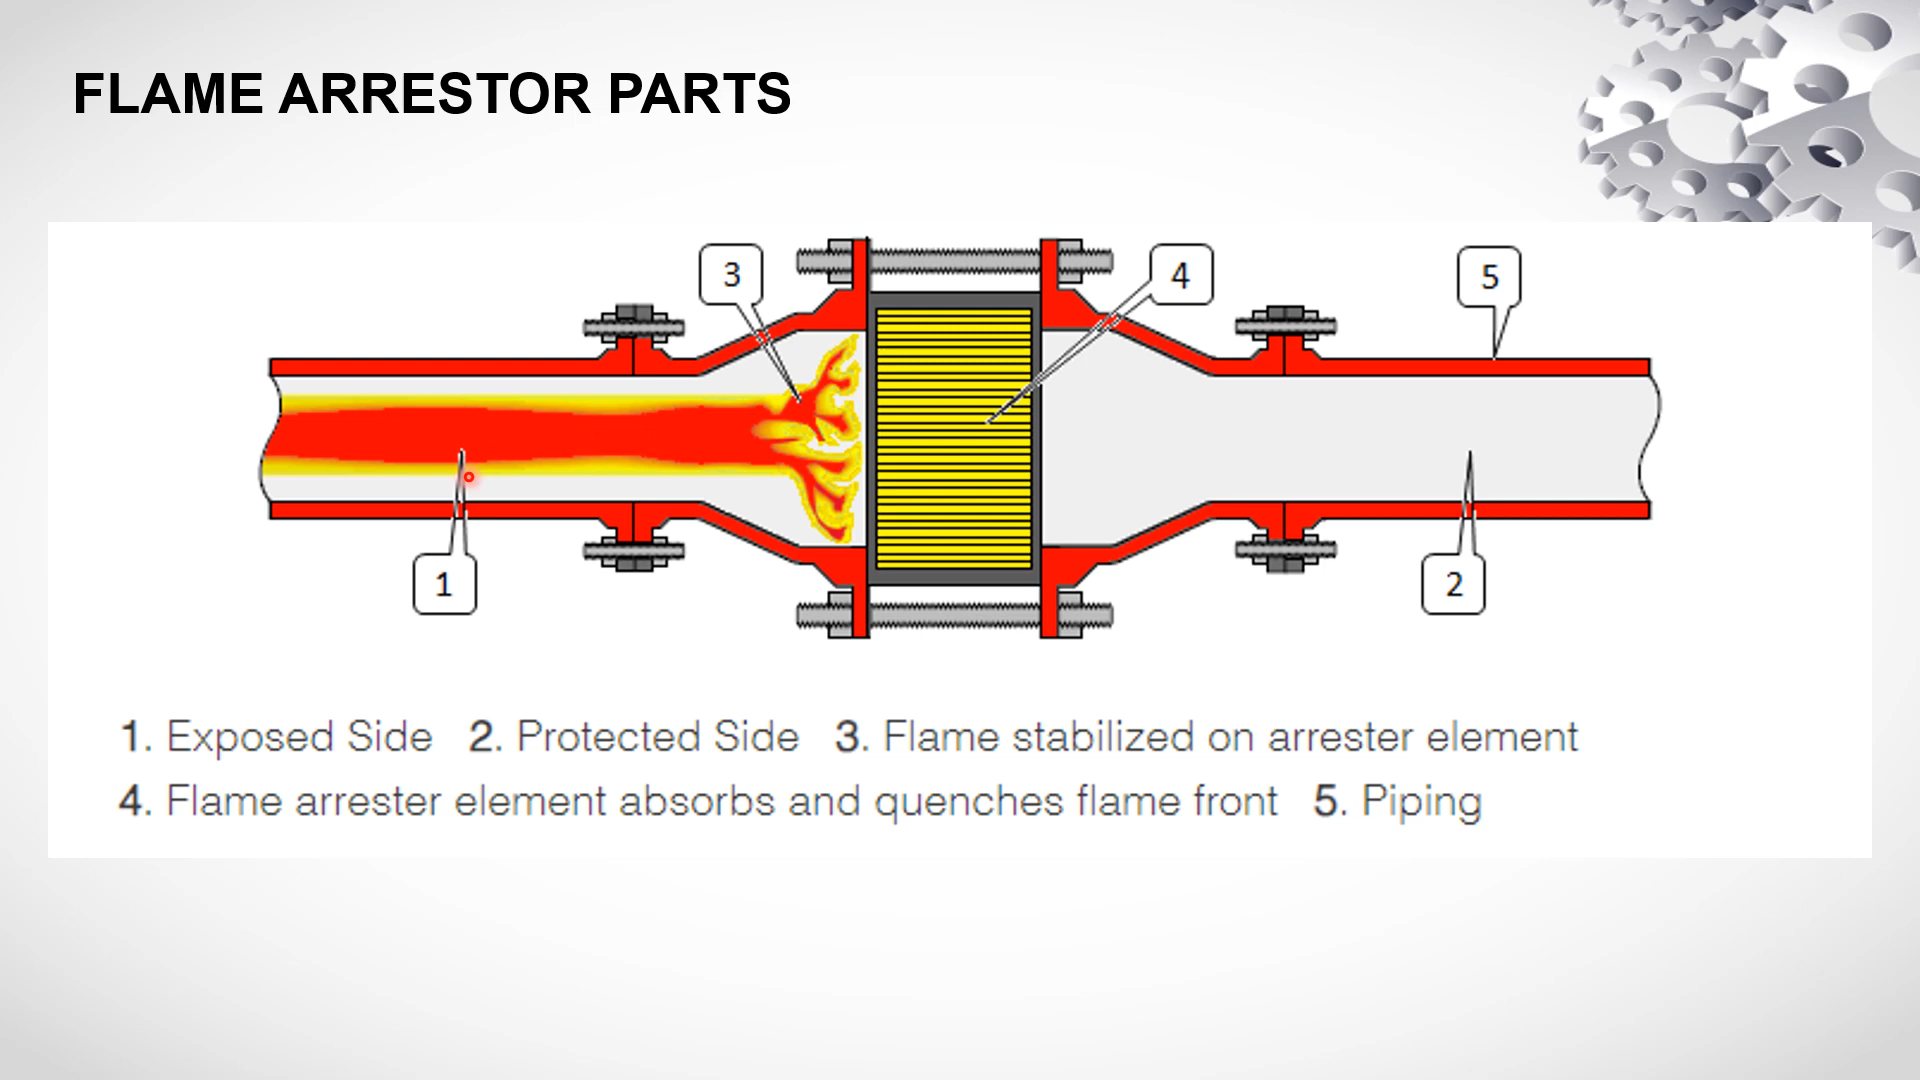 FLAME ARRESTOR PARTS
3
4
5
1
2
1. Exposed Side 2. Protected Side 3. Flame stabilized on arrester element
4. Flame arrester element absorbs and quenches flame front 5. Piping